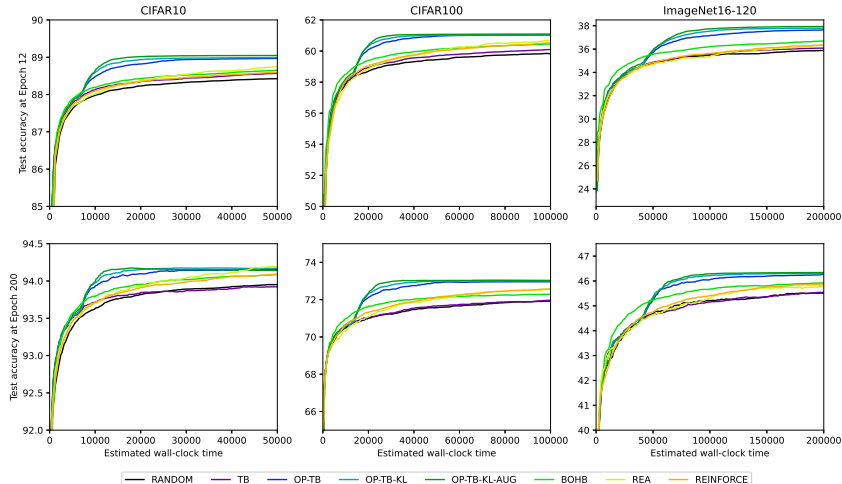 CIFAR10
CIFAR100
ImageNet16-120
Test accuracy at Epoch 12
90
89
88
87
86
85
0 10000 20000 30000 40000 50000
62
60
58
56
54
52
50
0 20000 40000 60000 80000 100000
38
36
34
32
30
28
26
24
0 50000 100000 150000 200000
Test accuracy at Epoch 200
94.5
94.0
93.5
93.0
92.5
92.0
0 10000 20000 30000 40000 50000
Estimated wall-clock time
74
72
70
68
66
0 20000 40000 60000 80000 100000
Estimated wall-clock time
47
46
45
44
43
42
41
40
0 50000 100000 150000 200000
Estimated wall-clock time
RANDOM TB OP-TB OP-TB-KL OP-TB-KL-AUG BOHB REA REINFORCE